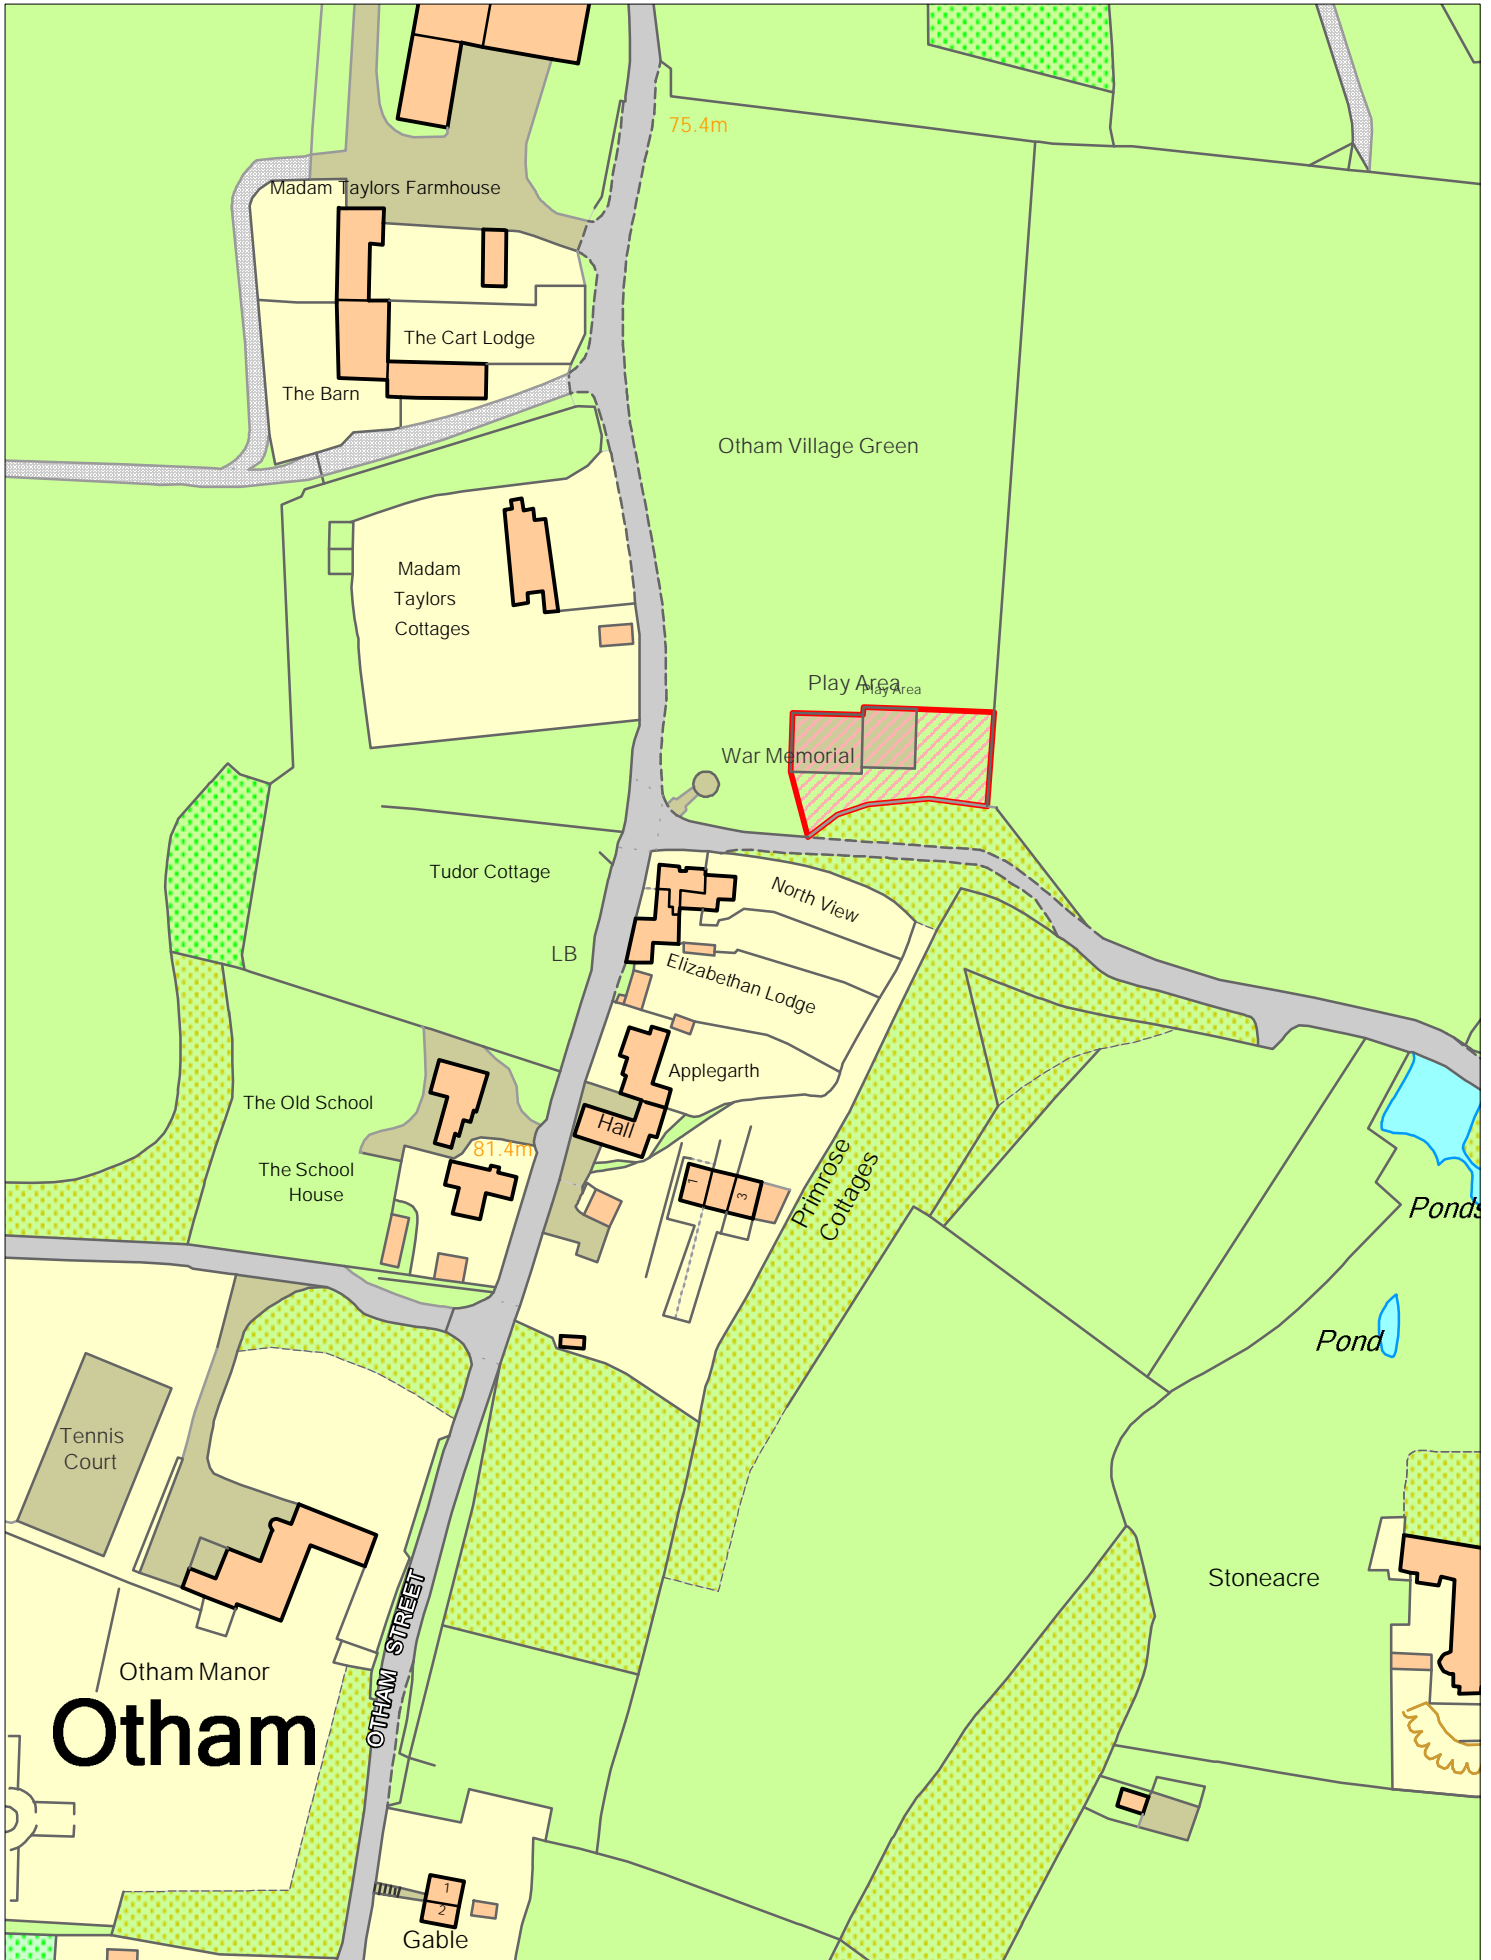 75.4m
Madam Taylors Farmhouse
The Cart Lodge
The Barn
Otham Village Green
Madam
Taylors
Cottages
Play Area
Play Area
War Memorial
Tudor Cottage
North View
LB
Elizabethan Lodge
Applegarth
The Old School
Hall
81.4m
The School
House
1
3
Primrose
Cottages
Ponds
Pond
Tennis
Court
Stoneacre
OTHAM STREET
Otham Manor
Otham
1
2
Gable